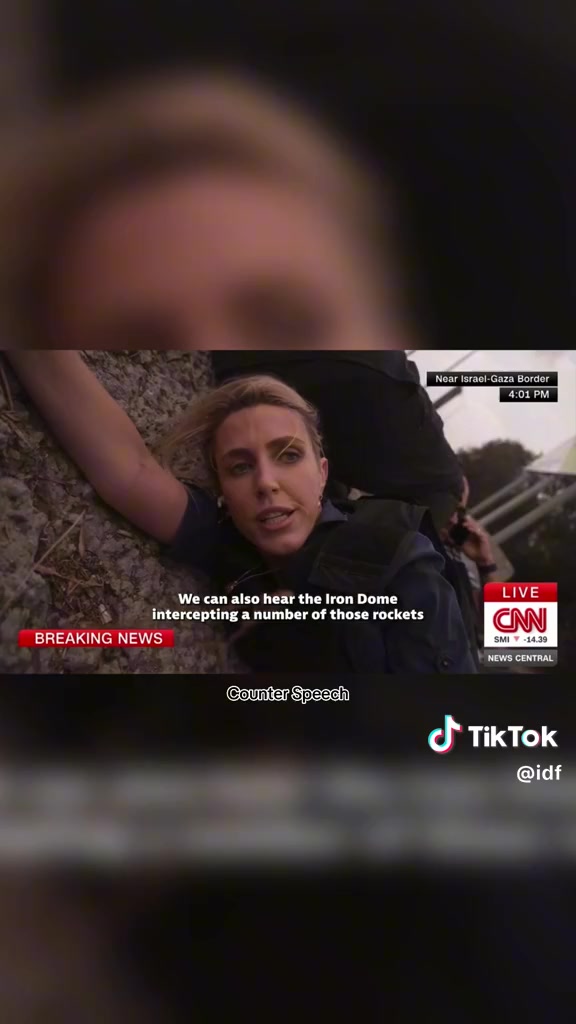 Near Israel-Gaza Border
4:01 PM
We can also hear the Iron Dome
intercepting a number of those rockets
BREAKING NEWS
LIVE
CNN
SMI ▼ -14.39
NEWS CENTRAL
Counter Speech
TikTok
@idf